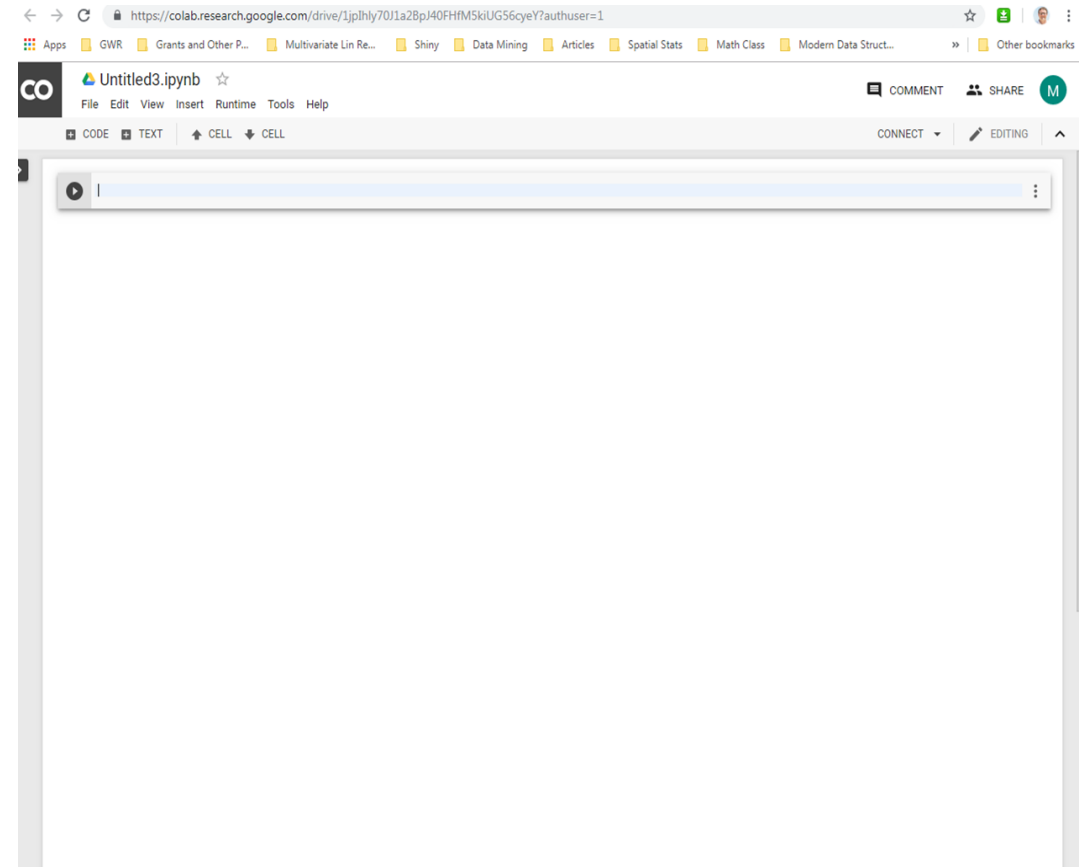 https://colab.research.google.com/drive/1jpIhly70J1a2BpJ40FHfM5kiUG56cyeY?authuser=1
Apps GWR Grants and Other P... Multivariate Lin Re... Shiny Data Mining Articles Spatial Stats Math Class Modern Data Struct... » Other bookmarks
CO Untitled3.ipynb
File Edit View Insert Runtime Tools Help COMMENT SHARE M
CODE TEXT CELL CELL CONNECT EDITING